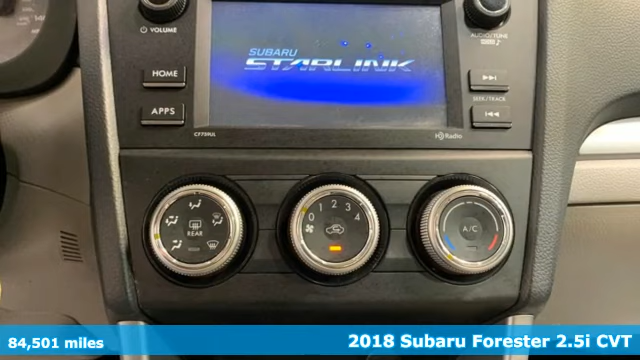 VOLUME
AUDIO/TUNE
SUBARU
STARLINK
HOME
APPS
SEEK/TRACK
CF759UL
HD Radio
0 1 2 3 4
REAR
A/C
84,501 miles
2018 Subaru Forester 2.5i CVT